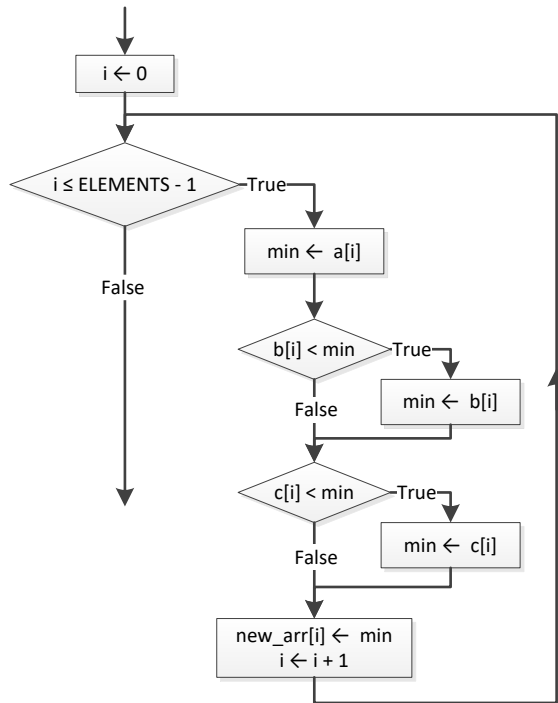 i ← 0
i ≤ ELEMENTS - 1
True
min ← a[i]
False
b[i] < min
True
min ← b[i]
False
c[i] < min
True
min ← c[i]
False
new_arr[i] ← min
i ← i + 1